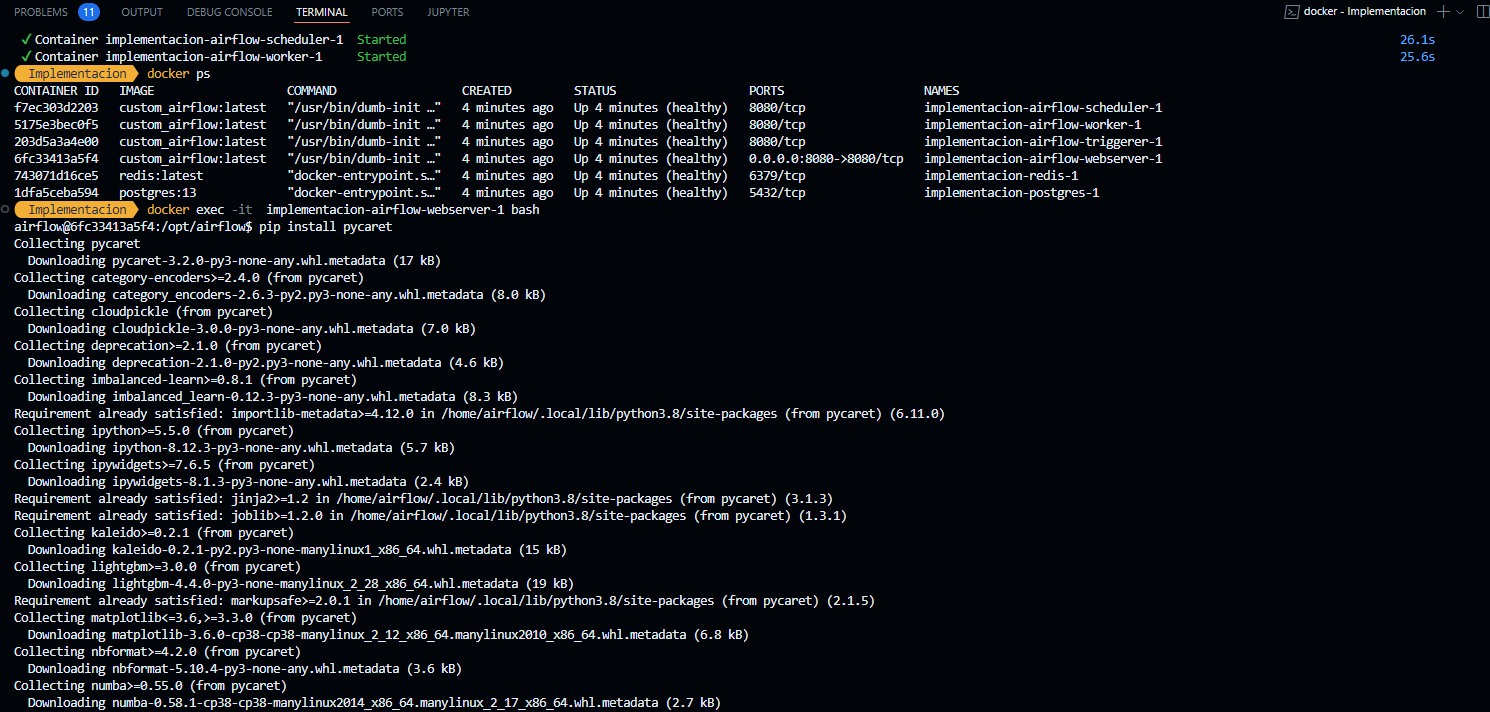 PROBLEMS 11 OUTPUT DEBUG CONSOLE TERMINAL PORTS JUPYTER docker - Implementacion
✓ Container implementacion-airflow-scheduler-1 Started 26.1s
✓ Container implementacion-airflow-worker-1 Started 25.6s
Implementacion docker ps
CONTAINER ID IMAGE COMMAND CREATED STATUS PORTS NAMES
f7ec303d2203 custom_airflow:latest "/usr/bin/dumb-init …" 4 minutes ago Up 4 minutes (healthy) 8080/tcp implementacion-airflow-scheduler-1
5175e3bec0f5 custom_airflow:latest "/usr/bin/dumb-init …" 4 minutes ago Up 4 minutes (healthy) 8080/tcp implementacion-airflow-worker-1
203d5a3a4e00 custom_airflow:latest "/usr/bin/dumb-init …" 4 minutes ago Up 4 minutes (healthy) 8080/tcp implementacion-airflow-triggerer-1
6fc33413a5f4 custom_airflow:latest "/usr/bin/dumb-init …" 4 minutes ago Up 4 minutes (healthy) 0.0.0.0:8080->8080/tcp implementacion-airflow-webserver-1
743071d16ce5 redis:latest "docker-entrypoint.s…" 4 minutes ago Up 4 minutes (healthy) 6379/tcp implementacion-redis-1
1dfa5ceba594 postgres:13 "docker-entrypoint.s…" 4 minutes ago Up 4 minutes (healthy) 5432/tcp implementacion-postgres-1
Implementacion docker exec -it implementacion-airflow-webserver-1 bash
airflow@6fc33413a5f4:/opt/airflow$ pip install pycaret
Collecting pycaret
Downloading pycaret-3.2.0-py3-none-any.whl.metadata (17 kB)
Collecting category-encoders>=2.4.0 (from pycaret)
Downloading category_encoders-2.6.3-py2.py3-none-any.whl.metadata (8.0 kB)
Collecting cloudpickle (from pycaret)
Downloading cloudpickle-3.0.0-py3-none-any.whl.metadata (7.0 kB)
Collecting deprecation>=2.1.0 (from pycaret)
Downloading deprecation-2.1.0-py2.py3-none-any.whl.metadata (4.6 kB)
Collecting imbalanced-learn>=0.8.1 (from pycaret)
Downloading imbalanced_learn-0.12.3-py3-none-any.whl.metadata (8.3 kB)
Requirement already satisfied: importlib-metadata>=4.12.0 in /home/airflow/.local/lib/python3.8/site-packages (from pycaret) (6.11.0)
Collecting ipython>=5.5.0 (from pycaret)
Downloading ipython-8.12.3-py3-none-any.whl.metadata (5.7 kB)
Collecting ipywidgets>=7.6.5 (from pycaret)
Downloading ipywidgets-8.1.3-py3-none-any.whl.metadata (2.4 kB)
Requirement already satisfied: jinja2>=1.2 in /home/airflow/.local/lib/python3.8/site-packages (from pycaret) (3.1.3)
Requirement already satisfied: joblib>=1.2.0 in /home/airflow/.local/lib/python3.8/site-packages (from pycaret) (1.3.1)
Collecting kaleido>=0.2.1 (from pycaret)
Downloading kaleido-0.2.1-py2.py3-none-manylinux1_x86_64.whl.metadata (15 kB)
Collecting lightgbm>=3.0.0 (from pycaret)
Downloading lightgbm-4.4.0-py3-none-manylinux_2_28_x86_64.whl.metadata (19 kB)
Requirement already satisfied: markupsafe>=2.0.1 in /home/airflow/.local/lib/python3.8/site-packages (from pycaret) (2.1.5)
Collecting matplotlib<=3.6,>=3.3.0 (from pycaret)
Downloading matplotlib-3.6.0-cp38-cp38-manylinux_2_12_x86_64.manylinux2010_x86_64.whl.metadata (6.8 kB)
Collecting nbformat>=4.2.0 (from pycaret)
Downloading nbformat-5.10.4-py3-none-any.whl.metadata (3.6 kB)
Collecting numba>=0.55.0 (from pycaret)
Downloading numba-0.58.1-cp38-cp38-manylinux2014_x86_64.manylinux_2_17_x86_64.whl.metadata (2.7 kB)